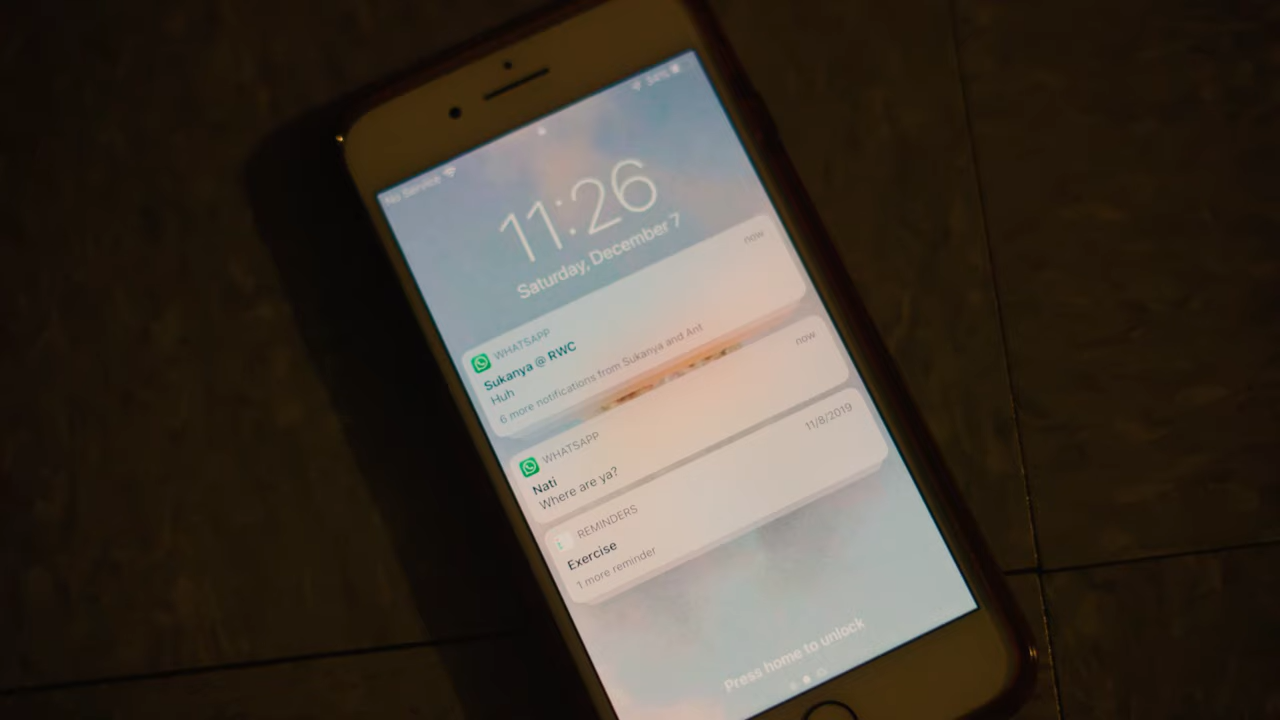 No Service
34%
11:26
Saturday, December 7
WHATSAPP
now
Sukanya @ RWC
Huh
6 more notifications from Sukanya and Ant
WHATSAPP
now
Nati
Where are ya?
REMINDERS
11/8/2019
Exercise
1 more reminder
Press home to unlock